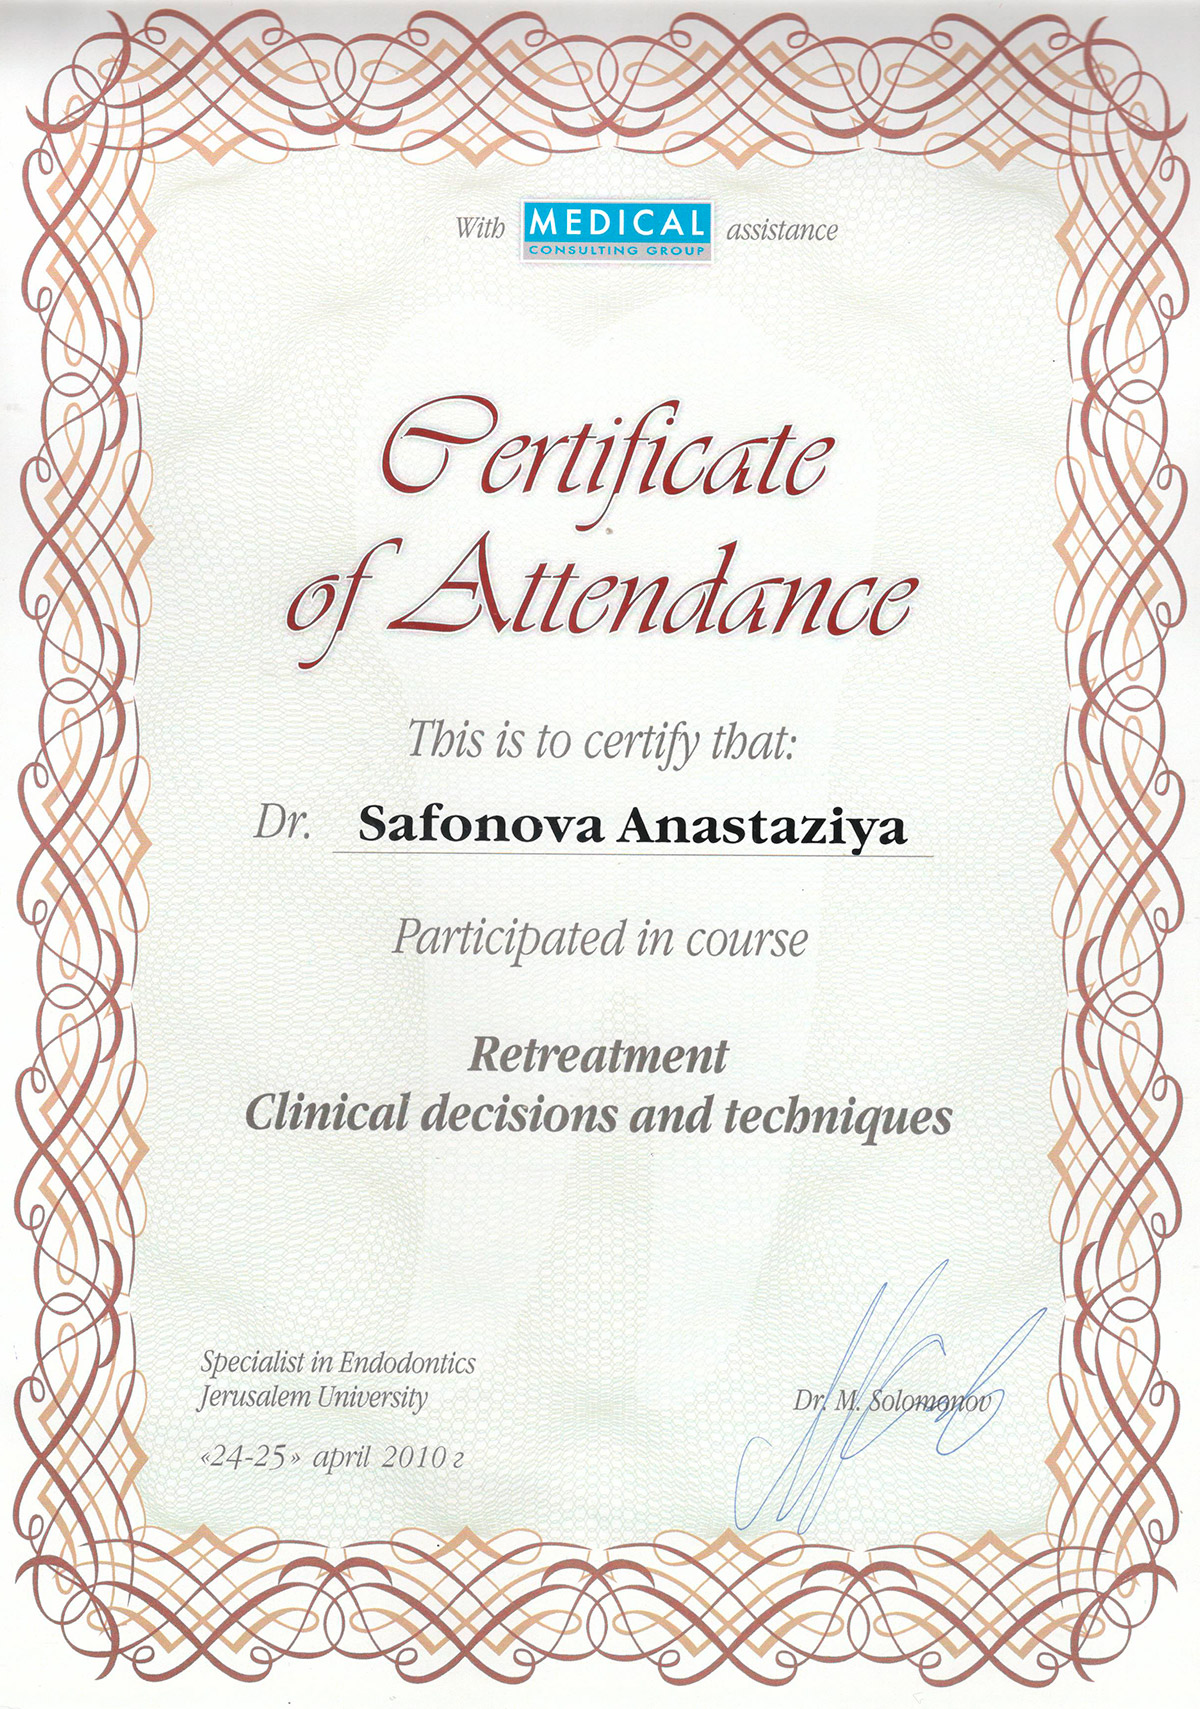 With MEDICAL CONSULTING GROUP assistance
Certificate
of Attendance
This is to certify that:
Dr. Safonova Anastaziya
Participated in course
Retreatment
Clinical decisions and techniques
Specialist in Endodontics
Jerusalem University
Dr. M. Solomonov
«24-25» april 2010 г